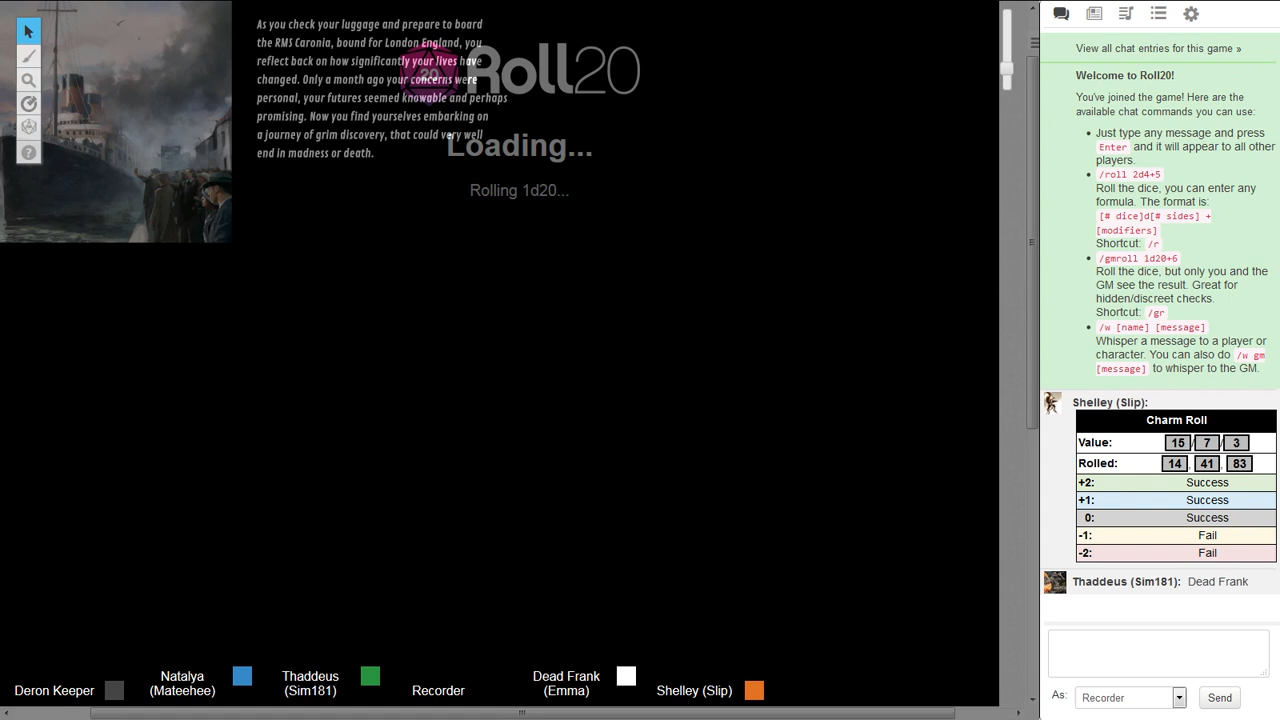 As you check your luggage and prepare to board
the RMS Caronia, bound for London England, you
reflect back on how significantly your lives have
changed. Only a month ago your concerns were
personal, your futures seemed knowable and perhaps
promising. Now you find yourselves embarking on
a journey of grim discovery, that could very well
end in madness or death.
20
Roll20
Loading...
Rolling 1d20...
Deron Keeper
Natalya
(Mateehee)
Thaddeus
(Sim181)
Recorder
Dead Frank
(Emma)
Shelley (Slip)
View all chat entries for this game »
Welcome to Roll20!
You've joined the game! Here are the
available chat commands you can use:
Just type any message and press
Enter and it will appear to all other
players.
/roll 2d4+5
Roll the dice, you can enter any
formula. The format is:
[# dice]d[# sides] +
[modifiers]
Shortcut: /r
/gmroll 1d20+6
Roll the dice, but only you and the
GM see the result. Great for
hidden/discreet checks.
Shortcut: /gr
/w [name] [message]
Whisper a message to a player or
character. You can also do /w gm
[message] to whisper to the GM.
Shelley (Slip):
Charm Roll
Value: 15 / 7 / 3
Rolled: 14 , 41 , 83
+2: Success
+1: Success
0: Success
-1: Fail
-2: Fail
Thaddeus (Sim181): Dead Frank
As: Recorder Send